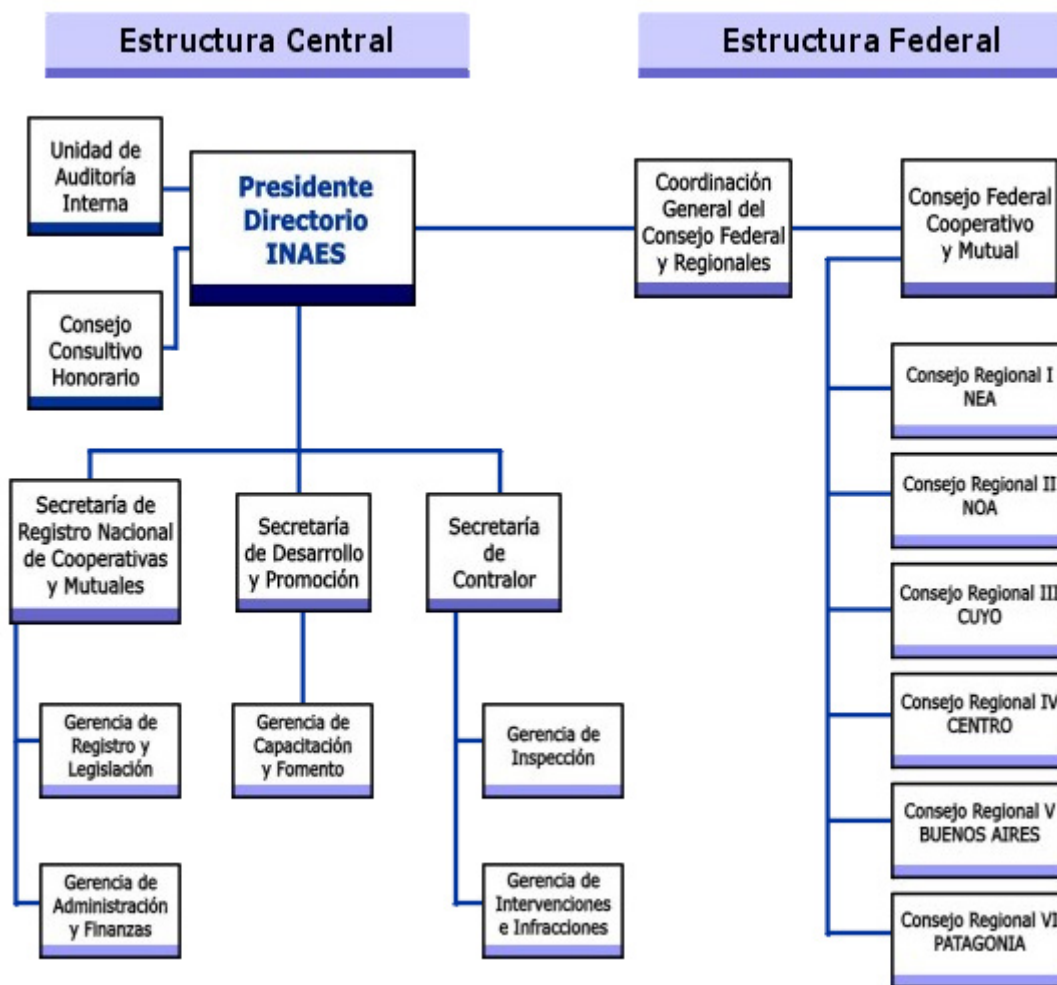 Estructura Central
Estructura Federal
Unidad de
Auditoría
Interna
Presidente
Directorio
INAES
Coordinación
General del
Consejo Federal
y Regionales
Consejo Federal
Cooperativo
y Mutual
Consejo
Consultivo
Honorario
Consejo Regional I
NEA
Consejo Regional II
NOA
Consejo Regional III
CUYO
Consejo Regional IV
CENTRO
Consejo Regional V
BUENOS AIRES
Consejo Regional VI
PATAGONIA
Secretaría de
Registro Nacional
de Cooperativas
y Mutuales
Secretaría
de Desarrollo
y Promoción
Secretaría
de
Contralor
Gerencia de
Registro y
Legislación
Gerencia de
Capacitación
y Fomento
Gerencia de
Inspección
Gerencia de
Administración
y Finanzas
Gerencia de
Intervenciones
e Infracciones